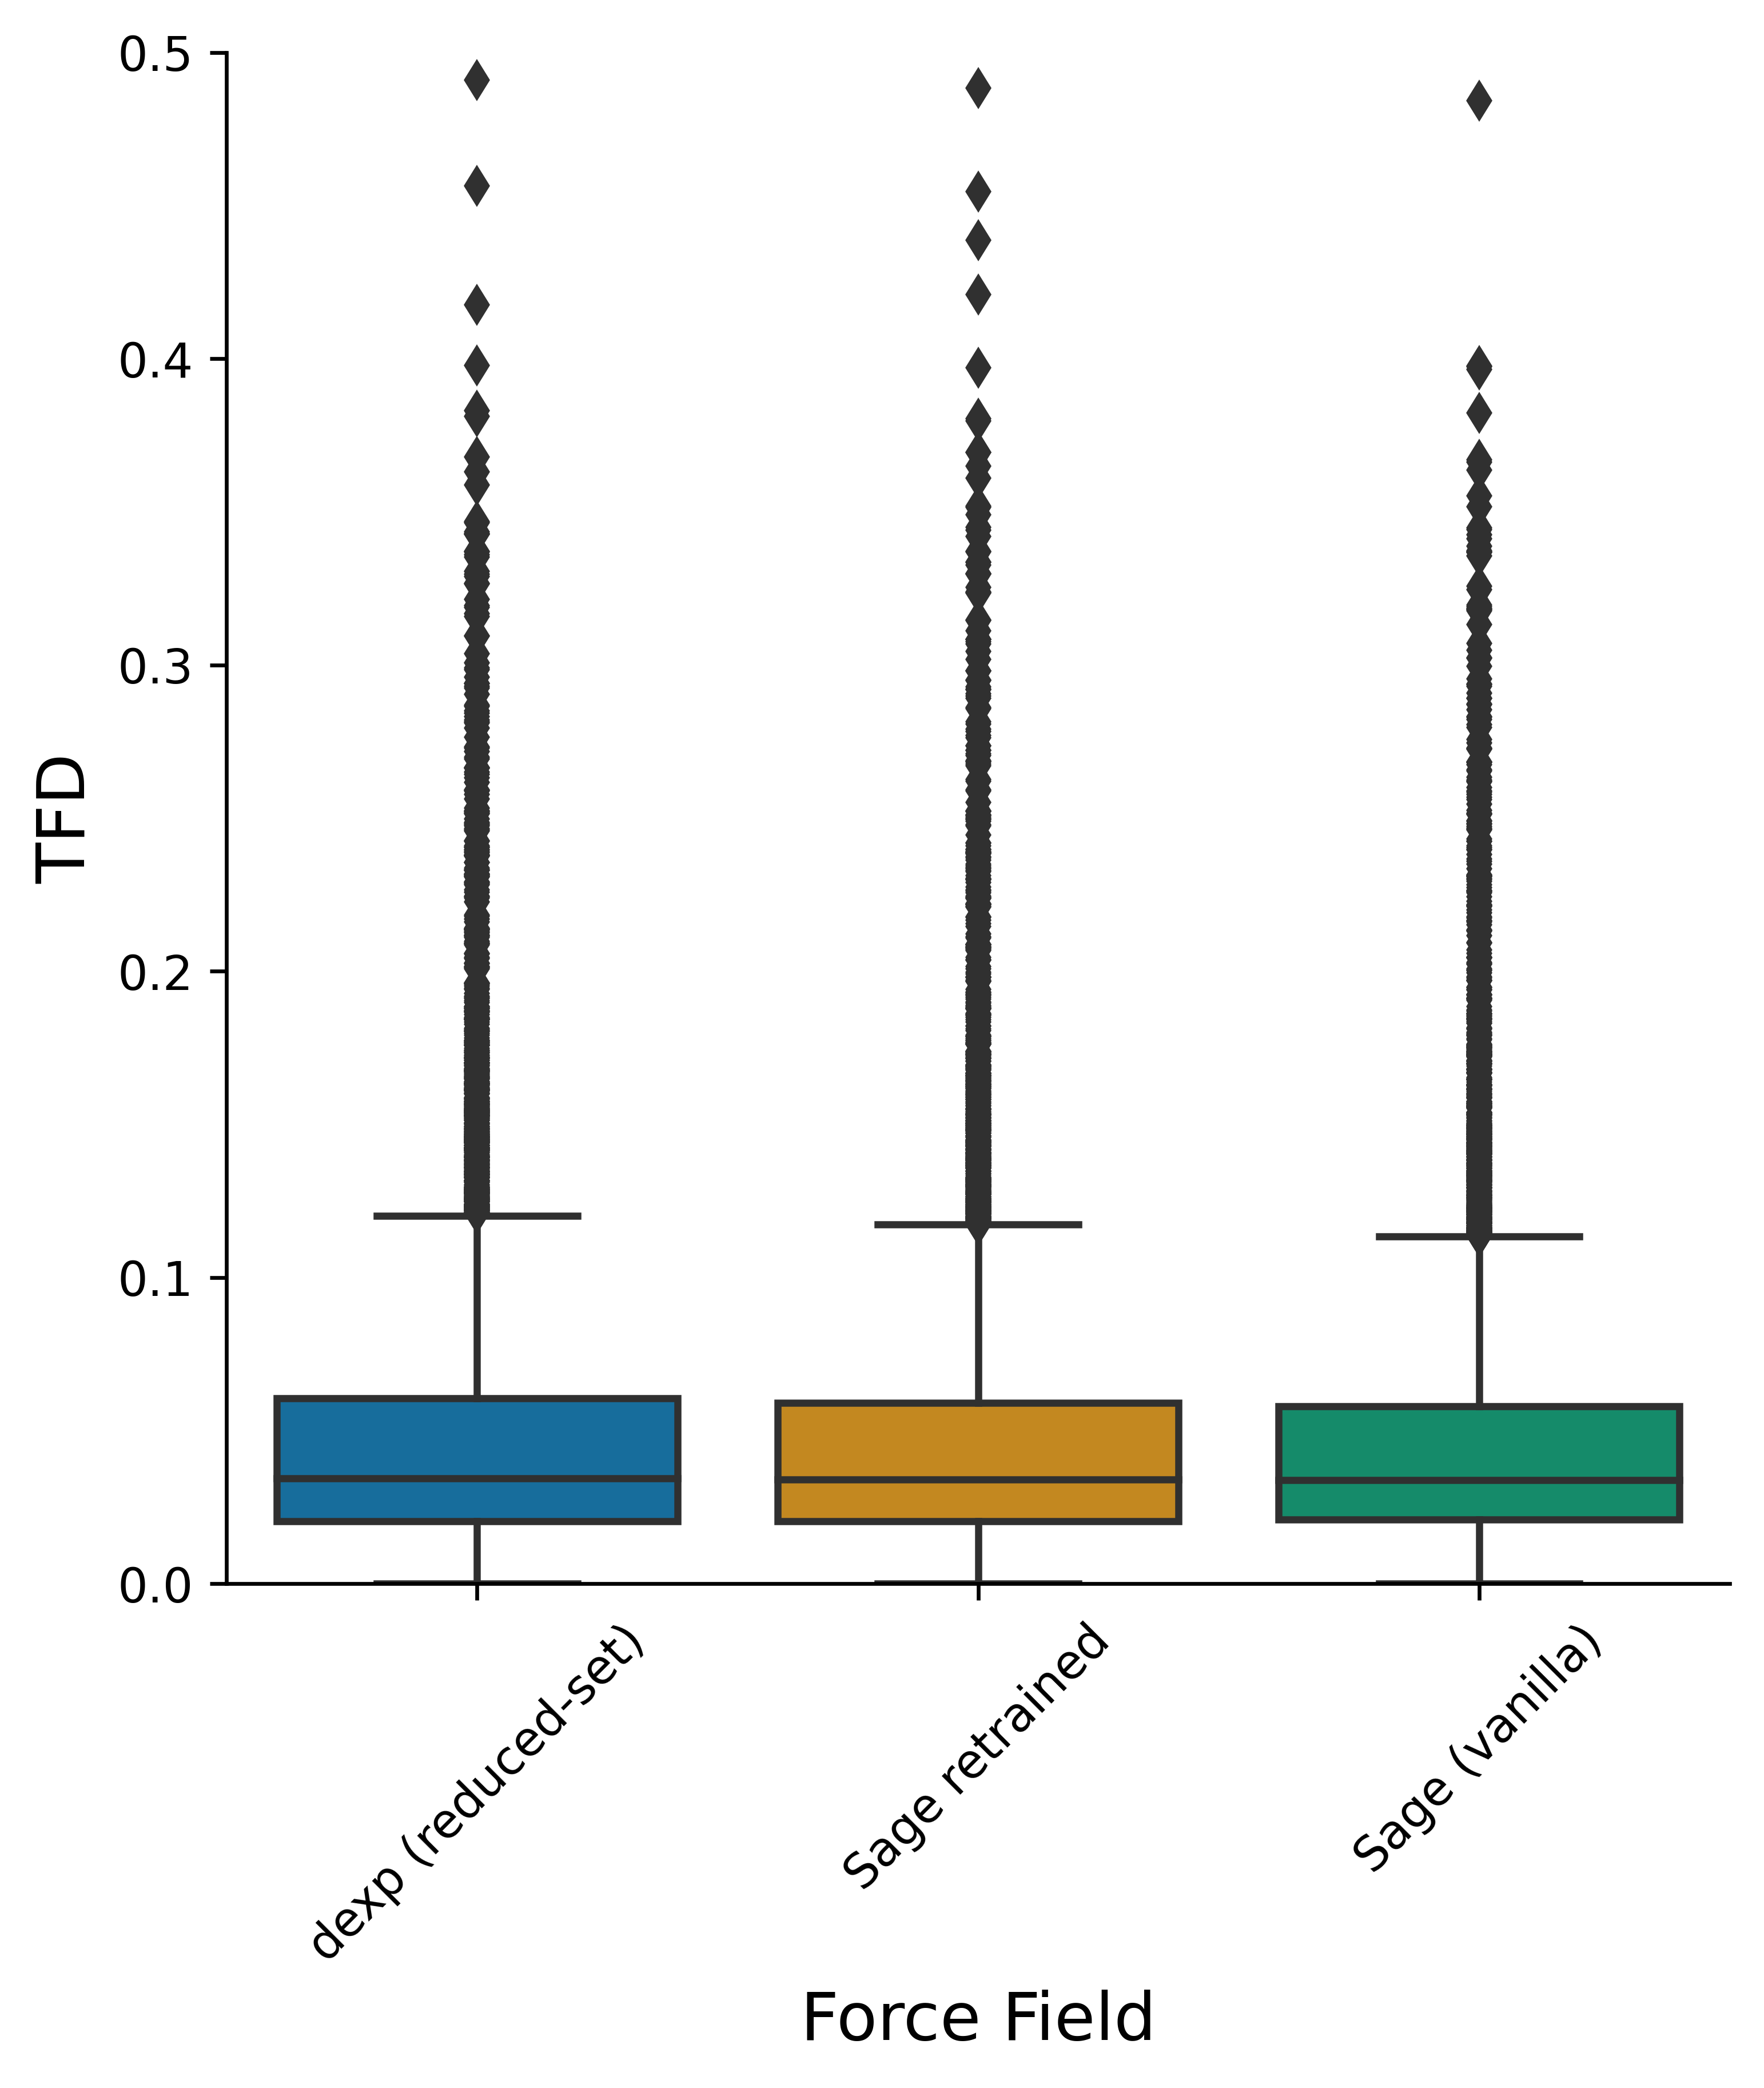 0.5
0.4
0.3
0.2
0.1
0.0
TFD
dexp (reduced-set)
Sage retrained
Sage (vanilla)
Force Field